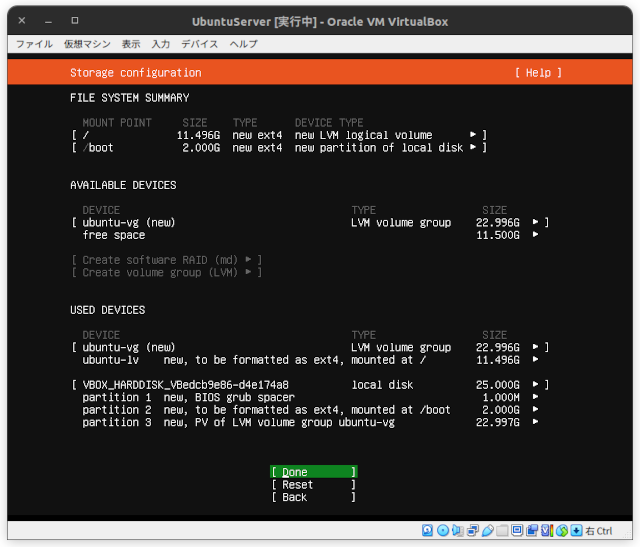 UbuntuServer [実行中] - Oracle VM VirtualBox
ファイル 仮想マシン 表示 入力 デバイス ヘルプ
Storage configuration [ Help ]
FILE SYSTEM SUMMARY
MOUNT POINT SIZE TYPE DEVICE TYPE
[ / 11.496G new ext4 new LVM logical volume ▸ ]
[ /boot 2.000G new ext4 new partition of local disk ▸ ]
AVAILABLE DEVICES
DEVICE TYPE SIZE
[ ubuntu-vg (new) LVM volume group 22.996G ▸ ]
free space 11.500G ▸
[ Create software RAID (md) ▸ ]
[ Create volume group (LVM) ▸ ]
USED DEVICES
DEVICE TYPE SIZE
[ ubuntu-vg (new) LVM volume group 22.996G ▸ ]
ubuntu-lv new, to be formatted as ext4, mounted at / 11.496G ▸
[ VBOX_HARDDISK_VBedcb9e86-d4e174a8 local disk 25.000G ▸ ]
partition 1 new, BIOS grub spacer 1.000M ▸
partition 2 new, to be formatted as ext4, mounted at /boot 2.000G ▸
partition 3 new, PV of LVM volume group ubuntu-vg 22.997G ▸
[ Done ]
[ Reset ]
[ Back ]
右 Ctrl